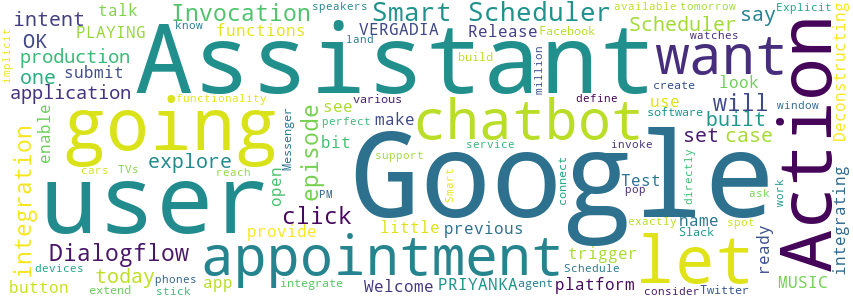 intent talk Invocation know speakers Smart Scheduler available tomorrow say Explicit
OK PLAYING functions Assistant VERGADIA Release Facebook Scheduler watches
implicit production build want land Action Deconstructing
one submit functionality million create look
application going various chatbot define will window
enable Messenger episode see make use software built
integration explore perfect bit support service invoke set case
cars TVs reach open Google connect Test directly pop ask work
user PM Smart exactly name spot
Dialogflow click provide little previous trigger Slack ready integrating
devices today appointment let
button phones app Welcome PRIYANKA agent platform MUSIC
extend stick integrate Schedule consider Twitter